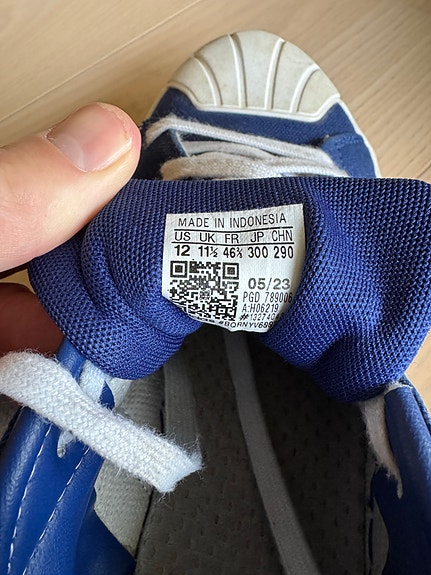 MADE IN INDONESIA
US UK FR JP CHN
12 11½ 46⅔ 300 290
05/23
PGD 789006
A:H06219